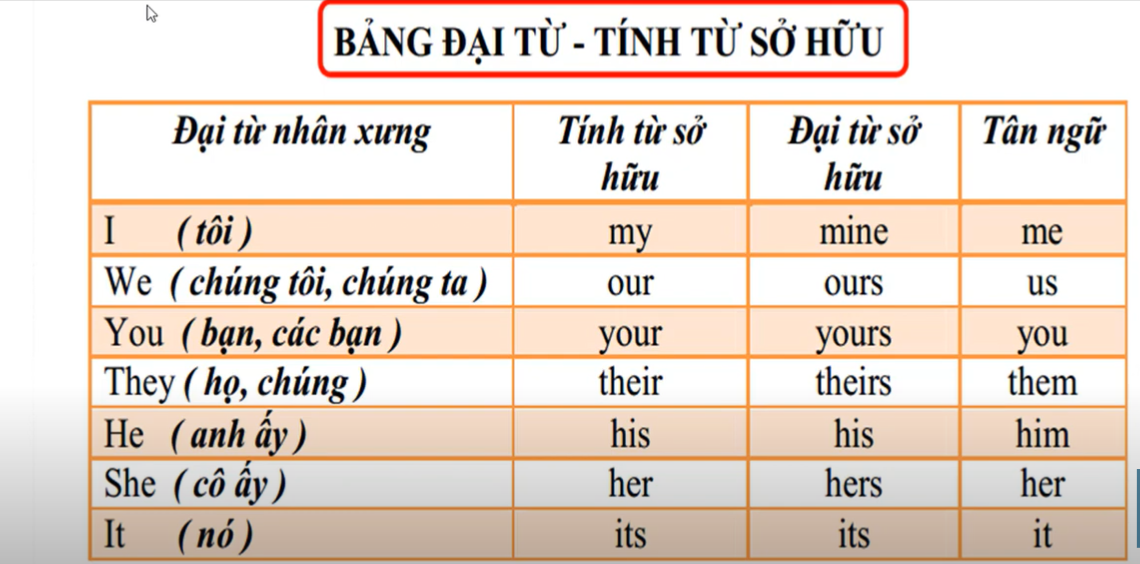 BẢNG ĐẠI TỪ - TÍNH TỪ SỞ HỮU
Đại từ nhân xưng Tính từ sở hữu Đại từ sở hữu Tân ngữ
I ( tôi ) my mine me
We ( chúng tôi, chúng ta ) our ours us
You ( bạn, các bạn ) your yours you
They ( họ, chúng ) their theirs them
He ( anh ấy ) his his him
She ( cô ấy ) her hers her
It ( nó ) its its it